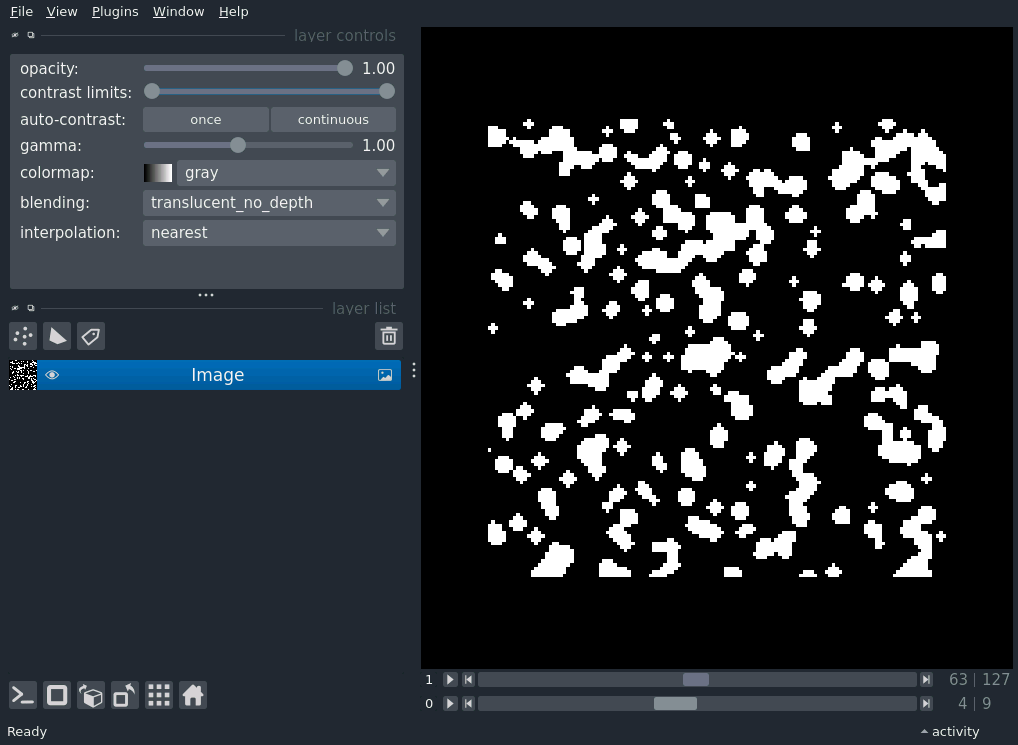 File View Plugins Window Help
layer controls
opacity: 1.00
contrast limits:
auto-contrast: once continuous
gamma: 1.00
colormap: gray
blending: translucent_no_depth
interpolation: nearest
layer list
Image
1 63 | 127
0 4 | 9
Ready activity